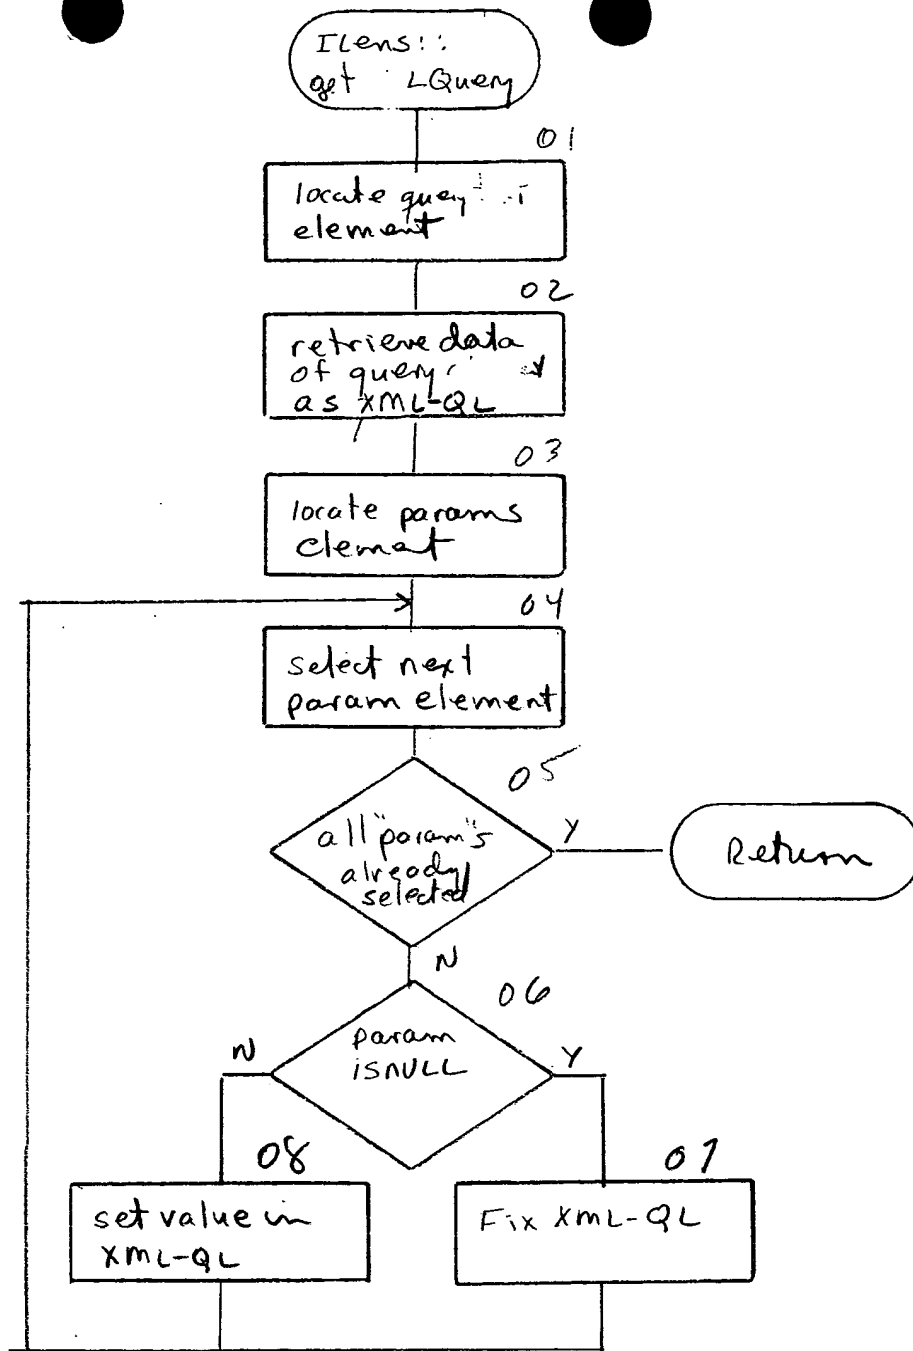 ILens::
get LQuery
01
locate query
element
02
retrieve data
of query
as XML-QL
03
locate params
element
04
select next
param element
05
all "param"s
already
selected
Y
Return
N
06
param
isNULL
N
Y
08
07
set value in
XML-QL
Fix XML-QL